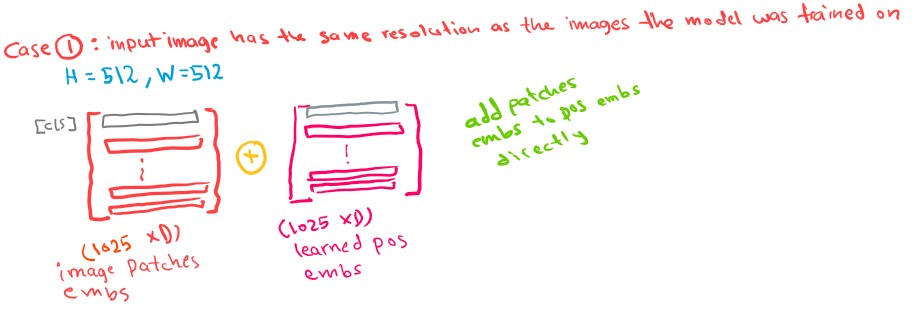 Case ① : input image has the same resolution as the images the model was trained on
H = 512 , W=512
[cls]
+
add patches
embs to pos embs
directly
(1025 x D)
image patches
embs
(1025 x D)
learned pos
embs